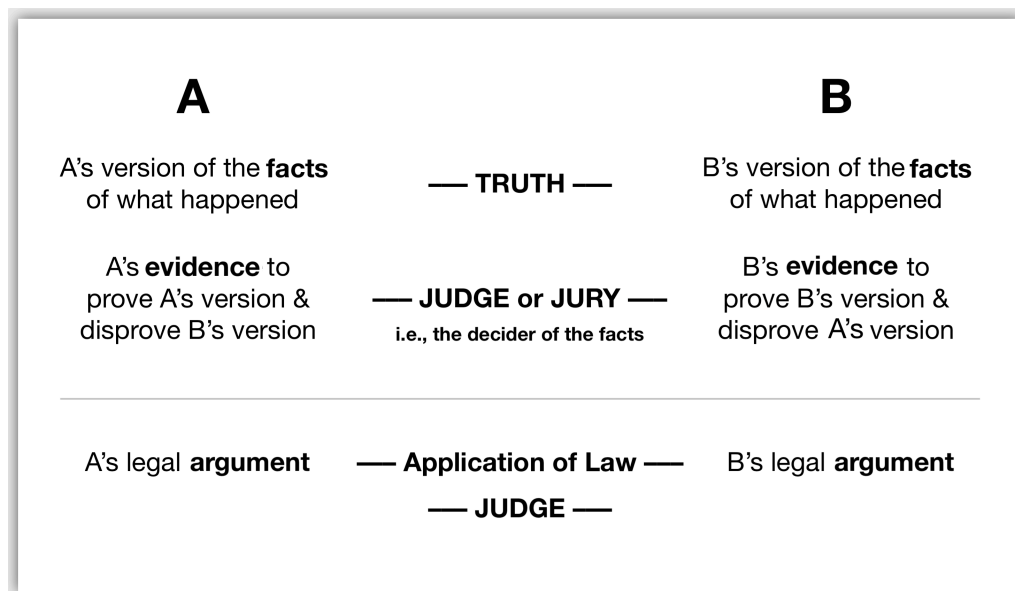 A
B
A's version of the facts
of what happened
— TRUTH —
B's version of the facts
of what happened
A's evidence to
prove A's version &
disprove B's version
— JUDGE or JURY —
i.e., the decider of the facts
B's evidence to
prove B's version &
disprove A's version
A's legal argument
— Application of Law —
B's legal argument
— JUDGE —